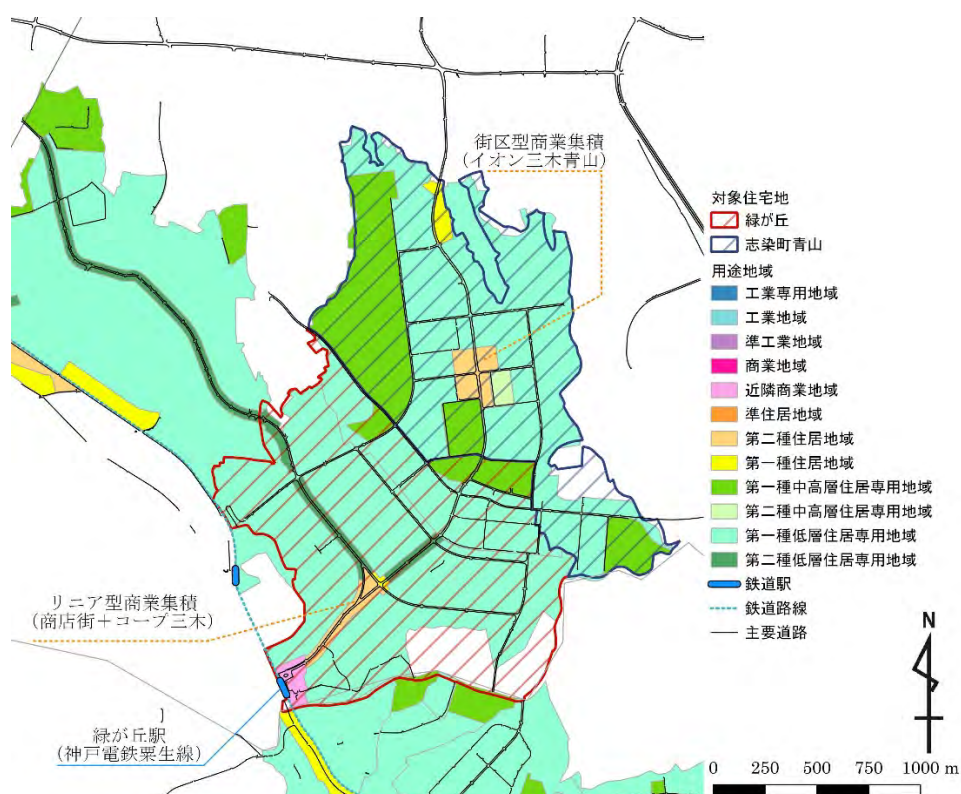 街区型商業集積
(イオン三木青山)
対象住宅地
緑が丘
志染町青山
用途地域
工業専用地域
工業地域
準工業地域
商業地域
近隣商業地域
準住居地域
第二種住居地域
第一種住居地域
第一種中高層住居専用地域
第二種中高層住居専用地域
第一種低層住居専用地域
第二種低層住居専用地域
鉄道駅
鉄道路線
主要道路
リニア型商業集積
(商店街+コープ三木)
緑が丘駅
(神戸電鉄粟生線)
N
0 250 500 750 1000 m